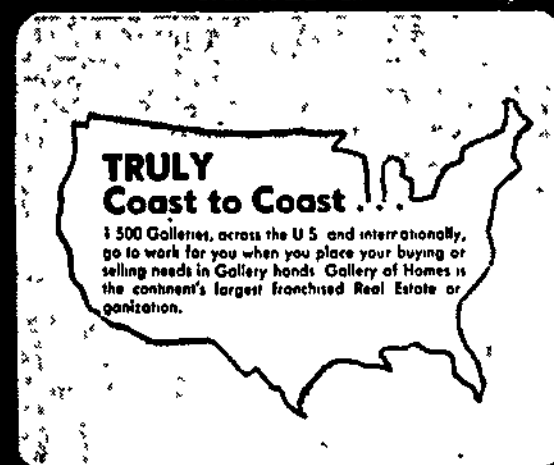 TRULY
Coast to Coast . . .
1 500 Galleries, across the U S and internationally,
go to work for you when you place your buying or
selling needs in Gallery hands Gallery of Homes is
the continent's largest franchised Real Estate or
ganization.